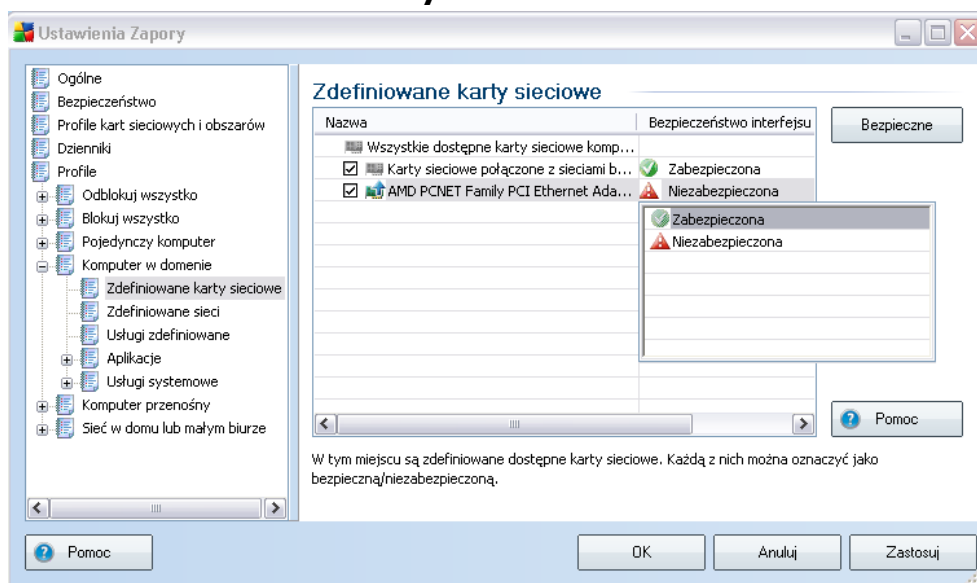 Ustawienia Zapory
Ogólne
Bezpieczeństwo
Profile kart sieciowych i obszarów
Dzienniki
Profile
Odblokuj wszystko
Blokuj wszystko
Pojedynczy komputer
Komputer w domenie
Zdefiniowane karty sieciowe
Zdefiniowane sieci
Usługi zdefiniowane
Aplikacje
Usługi systemowe
Komputer przenośny
Sieć w domu lub małym biurze
Zdefiniowane karty sieciowe
Nazwa Bezpieczeństwo interfejsu
Wszystkie dostępne karty sieciowe komp...
Karty sieciowe połączone z sieciami b... Zabezpieczona
AMD PCNET Family PCI Ethernet Ada... Niezabezpieczona
Zabezpieczona
Niezabezpieczona
Bezpieczne
Pomoc
W tym miejscu są zdefiniowane dostępne karty sieciowe. Każdą z nich można oznaczyć jako
bezpieczną/niezabezpieczoną.
Pomoc OK Anuluj Zastosuj